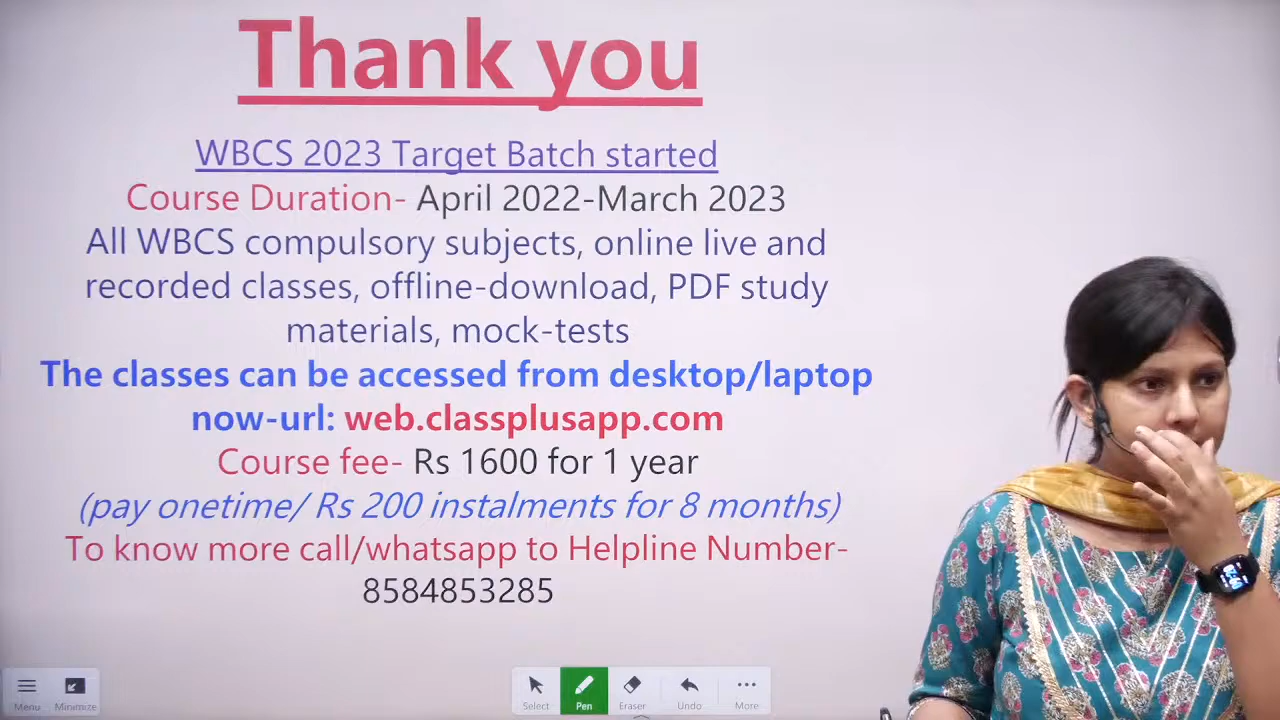 Thank you
WBCS 2023 Target Batch started
Course Duration- April 2022-March 2023
All WBCS compulsory subjects, online live and
recorded classes, offline-download, PDF study
materials, mock-tests
The classes can be accessed from desktop/laptop
now-url: web.classplusapp.com
Course fee- Rs 1600 for 1 year
(pay onetime/ Rs 200 instalments for 8 months)
To know more call/whatsapp to Helpline Number-
8584853285
Menu
Minimize
Select
Pen
Eraser
Undo
More